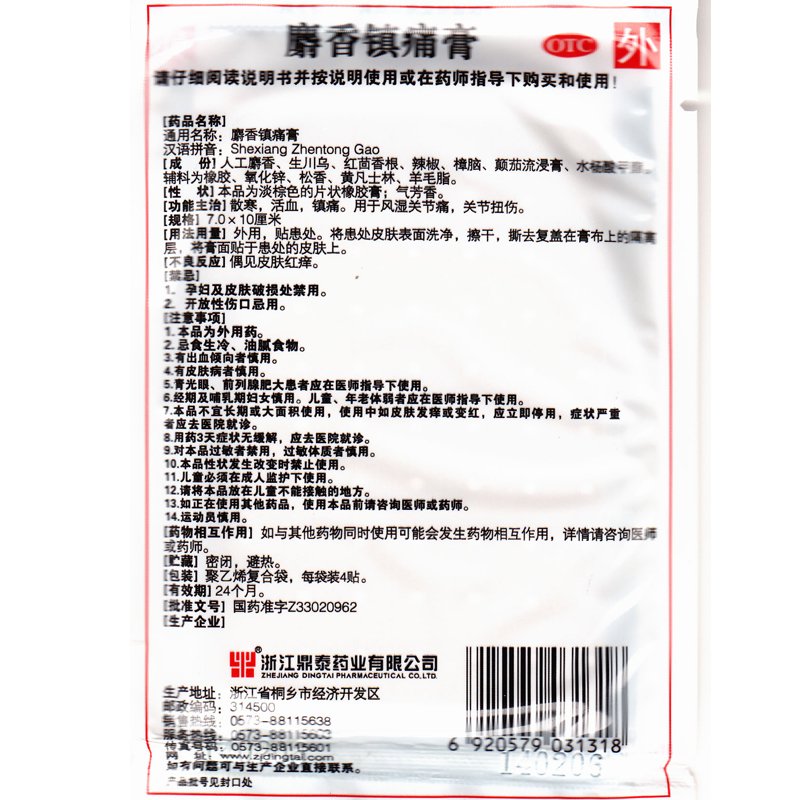 麝香镇痛膏
OTC 外
请仔细阅读说明书并按说明使用或在药师指导下购买和使用!
[药品名称]
通用名称: 麝香镇痛膏
汉语拼音: Shexiang Zhentong Gao
[成 份] 人工麝香、生川乌、红茴香根、辣椒、樟脑、颠茄流浸膏、水杨酸甲酯。
辅料为橡胶、氧化锌、松香、黄凡士林、羊毛脂。
[性 状] 本品为淡棕色的片状橡胶膏; 气芳香。
[功能主治] 散寒, 活血, 镇痛。用于风湿关节痛, 关节扭伤。
[规格] 7.0×10厘米
[用法用量] 外用, 贴患处。将患处皮肤表面洗净, 擦干, 撕去复盖在膏布上的隔离
层, 将膏面贴于患处的皮肤上。
[不良反应] 偶见皮肤红痒。
[禁忌]
1. 孕妇及皮肤破损处禁用。
2. 开放性伤口忌用。
[注意事项]
1.本品为外用药。
2.忌食生冷、油腻食物。
3.有出血倾向者慎用。
4.有皮肤病者慎用。
5.青光眼、前列腺肥大患者应在医师指导下使用。
6.经期及哺乳期妇女慎用。儿童、年老体弱者应在医师指导下使用。
7.本品不宜长期或大面积使用, 使用中如皮肤发痒或变红, 应立即停用, 症状严重
者应去医院就诊。
8.用药3天症状无缓解, 应去医院就诊。
9.对本品过敏者禁用, 过敏体质者慎用。
10.本品性状发生改变时禁止使用。
11.儿童必须在成人监护下使用。
12.请将本品放在儿童不能接触的地方。
13.如正在使用其他药品, 使用本品前请咨询医师或药师。
14.运动员慎用。
[药物相互作用] 如与其他药物同时使用可能会发生药物相互作用, 详情请咨询医师
或药师。
[贮藏] 密闭, 避热。
[包装] 聚乙烯复合袋, 每袋装4贴。
[有效期] 24个月。
[批准文号] 国药准字Z33020962
[生产企业]
® 浙江鼎泰药业有限公司
ZHEJIANG DINGTAI PHARMACEUTICAL CO.,LTD.
生产地址: 浙江省桐乡市经济开发区
邮政编码: 314500
销售热线: 0573-88115638
服务热线: 0573-88115603
传真号码: 0573-88115601
网 址: www.zjdingtai.com
如有问题可与生产企业直接联系。
产品批号见封口处
6 920579 031318
140206